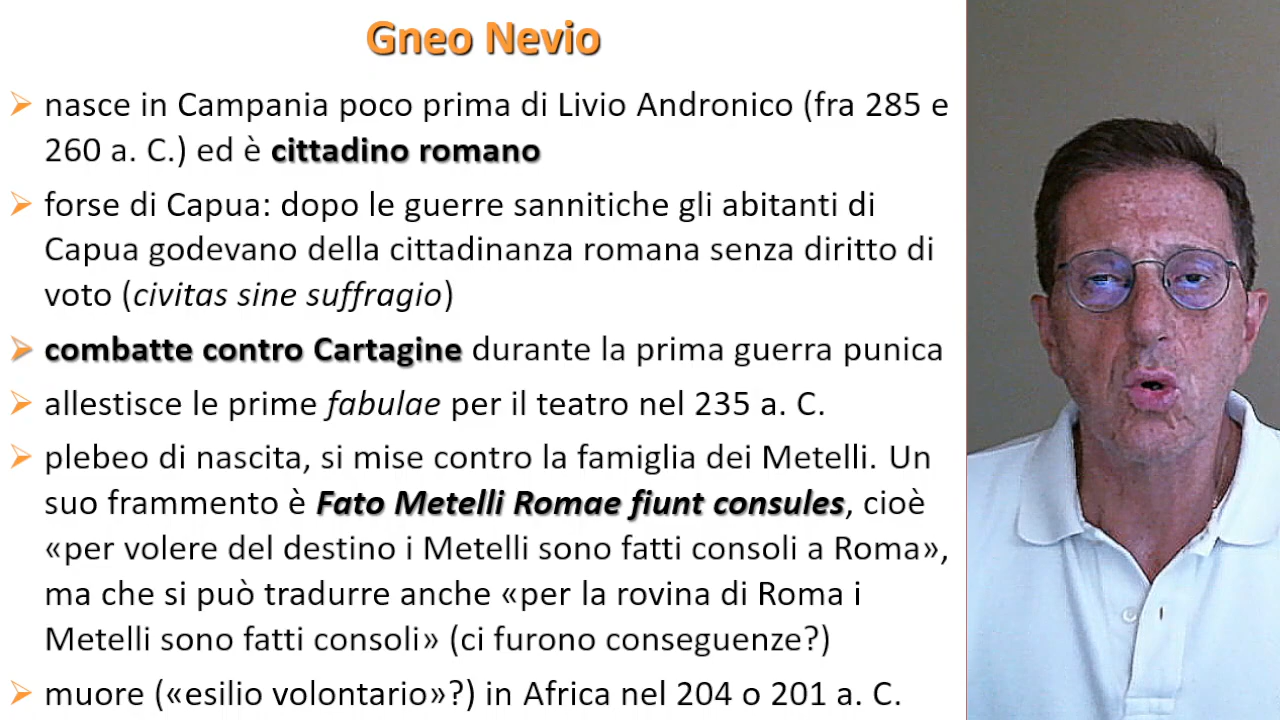 Gneo Nevio
nasce in Campania poco prima di Livio Andronico (fra 285 e
260 a. C.) ed è cittadino romano
forse di Capua: dopo le guerre sannitiche gli abitanti di
Capua godevano della cittadinanza romana senza diritto di
voto (civitas sine suffragio)
combatte contro Cartagine durante la prima guerra punica
allestisce le prime fabulae per il teatro nel 235 a. C.
plebeo di nascita, si mise contro la famiglia dei Metelli. Un
suo frammento è Fato Metelli Romae fiunt consules, cioè
«per volere del destino i Metelli sono fatti consoli a Roma»,
ma che si può tradurre anche «per la rovina di Roma i
Metelli sono fatti consoli» (ci furono conseguenze?)
muore («esilio volontario»?) in Africa nel 204 o 201 a. C.